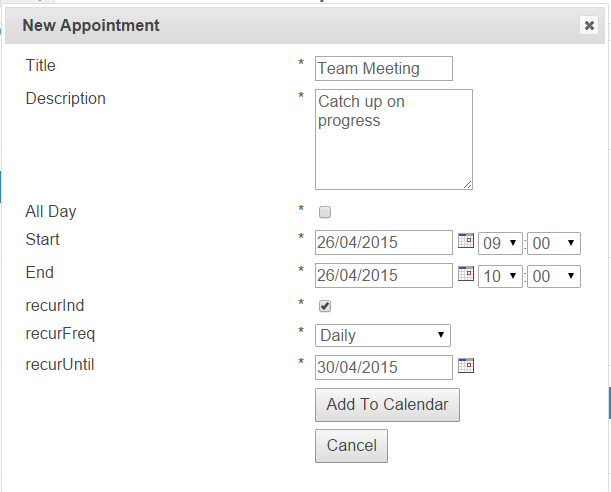 New Appointment
Title * Team Meeting
Description * Catch up on
progress
All Day *
Start * 26/04/2015 09 : 00
End * 26/04/2015 10 : 00
recurInd *
recurFreq * Daily
recurUntil * 30/04/2015
Add To Calendar
Cancel